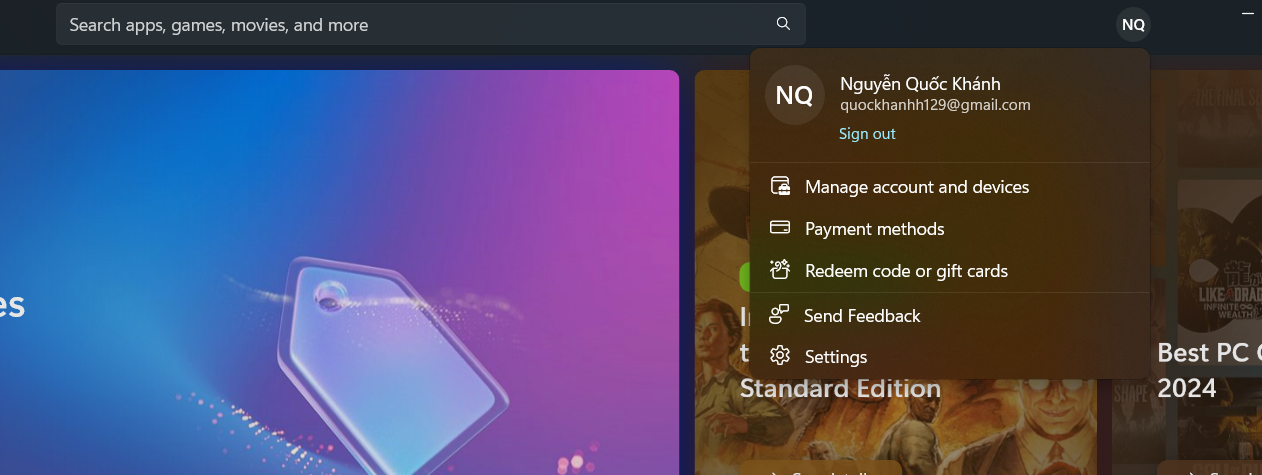 Search apps, games, movies, and more
NQ
NQ
Nguyễn Quốc Khánh
quockhanhh129@gmail.com
Sign out
Manage account and devices
Payment methods
Redeem code or gift cards
Send Feedback
Settings
es
Standard Edition
LIKE A DRAG
INFINITE
WEALTH
SHAPE
Best PC
2024